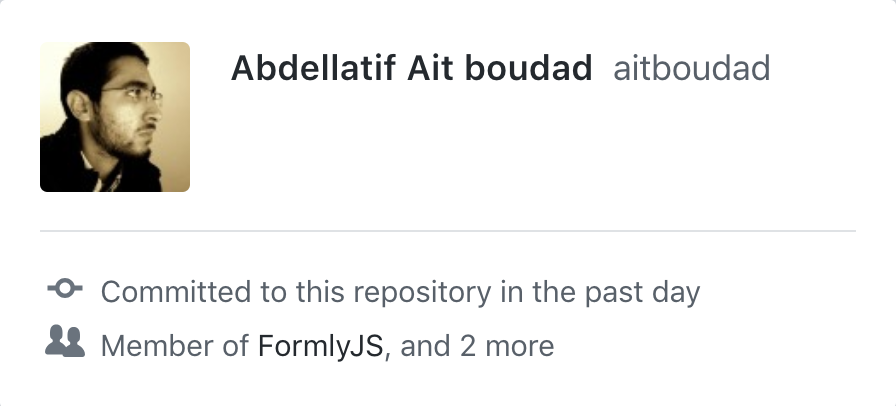 Abdellatif Ait boudad aitboudad
Committed to this repository in the past day
Member of FormlyJS, and 2 more